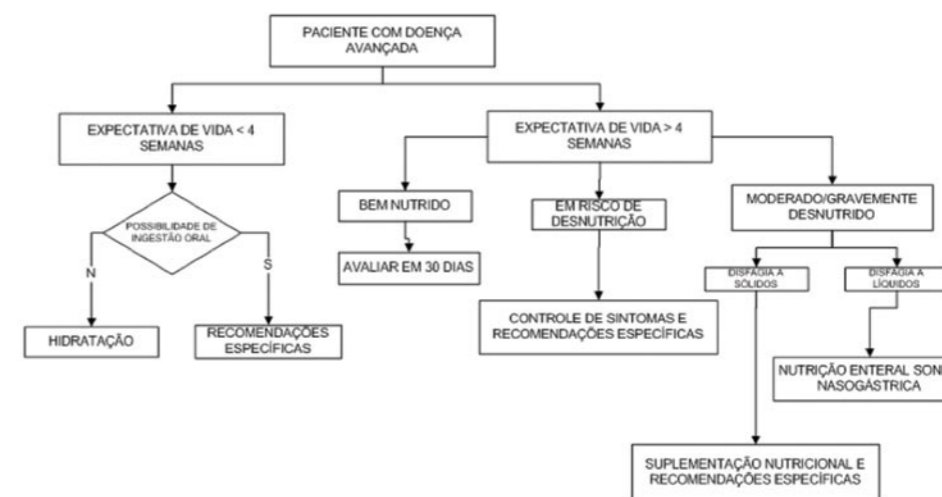 PACIENTE COM DOENÇA
AVANÇADA
EXPECTATIVA DE VIDA < 4
SEMANAS
EXPECTATIVA DE VIDA > 4
SEMANAS
POSSIBILIDADE DE
INGESTÃO ORAL
N
S
HIDRATAÇÃO
RECOMENDAÇÕES
ESPECÍFICAS
BEM NUTRIDO
AVALIAR EM 30 DIAS
EM RISCO DE
DESNUTRIÇÃO
CONTROLE DE SINTOMAS E
RECOMENDAÇÕES ESPECÍFICAS
MODERADO/GRAVEMENTE
DESNUTRIDO
DISFAGIA A
SÓLIDOS
DISFAGIA A
LÍQUIDOS
NUTRIÇÃO ENTERAL SON
NASOGÁSTRICA
SUPLEMENTAÇÃO NUTRICIONAL E
RECOMENDAÇÕES ESPECÍFICAS